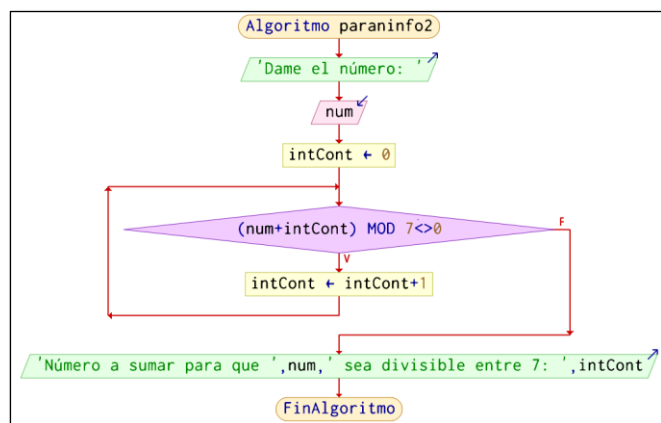 Algoritmo paraninfo2
'Dame el número: '
num
intCont ← 0
(num+intCont) MOD 7<>0
F
V
intCont ← intCont+1
'Número a sumar para que ',num,' sea divisible entre 7: ',intCont
FinAlgoritmo